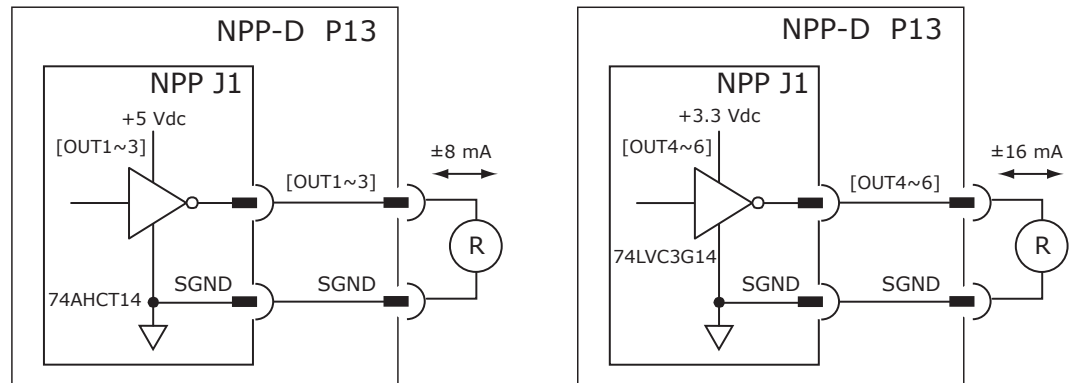 NPP-D P13
NPP J1
+5 Vdc
[OUT1~3]
±8 mA
[OUT1~3]
R
74AHCT14
SGND
SGND
NPP-D P13
NPP J1
+3.3 Vdc
[OUT4~6]
±16 mA
[OUT4~6]
R
74LVC3G14
SGND
SGND